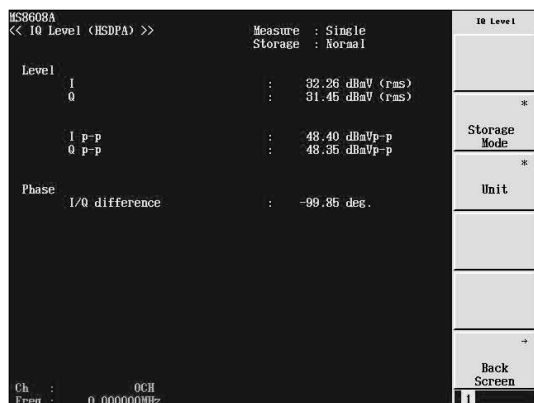 MS8608A
<< IQ Level (HSDPA) >>
Measure : Single
Storage : Normal
Level
I : 32.26 dBmV (rms)
Q : 31.45 dBmV (rms)
I p-p : 48.40 dBmVp-p
Q p-p : 48.35 dBmVp-p
Phase
I/Q difference : -99.85 deg.
Ch : 0CH
Freq : 0.000000MHz
IQ Level
*
Storage
Mode
*
Unit
→
Back
Screen
1